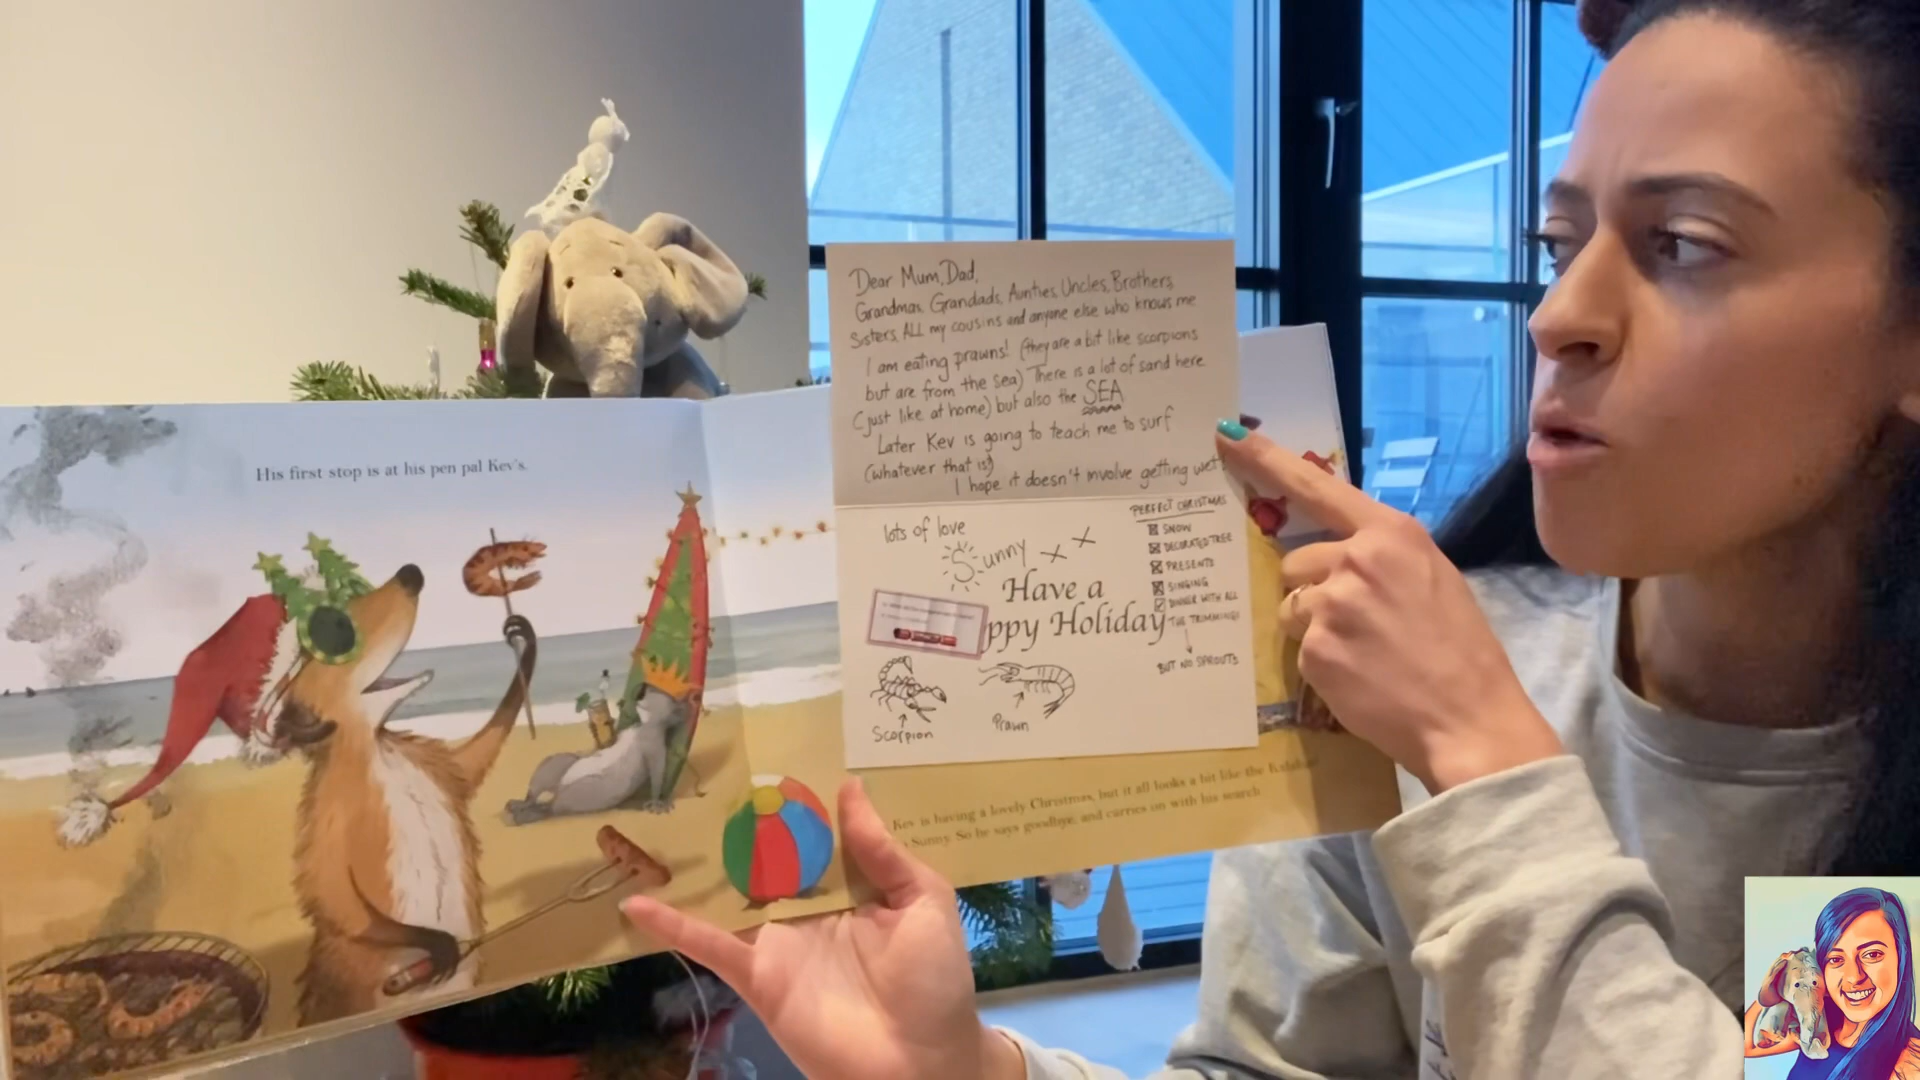 His first stop is at his pen pal Kev's.
Dear Mum, Dad,
Grandmas, Grandads, Aunties, Uncles, Brothers,
Sisters, ALL my cousins and anyone else who knows me
I am eating prawns! (they are a bit like scorpions
but are from the sea) There is a lot of sand here
(just like at home) but also the SEA
Later Kev is going to teach me to surf
(whatever that is)
I hope it doesn't involve getting wet!
lots of love
Sunny x x
Have a
ppy Holiday
PERFECT CHRISTMAS
SNOW
DECORATED TREE
PRESENTS
SINGING
DINNER WITH ALL
THE TRIMMINGS
BUT NO SPROUTS
Scorpion
Prawn
Kev is having a lovely Christmas, but it all looks a bit like the Kalahari
Sunny. So he says goodbye, and carries on with his search